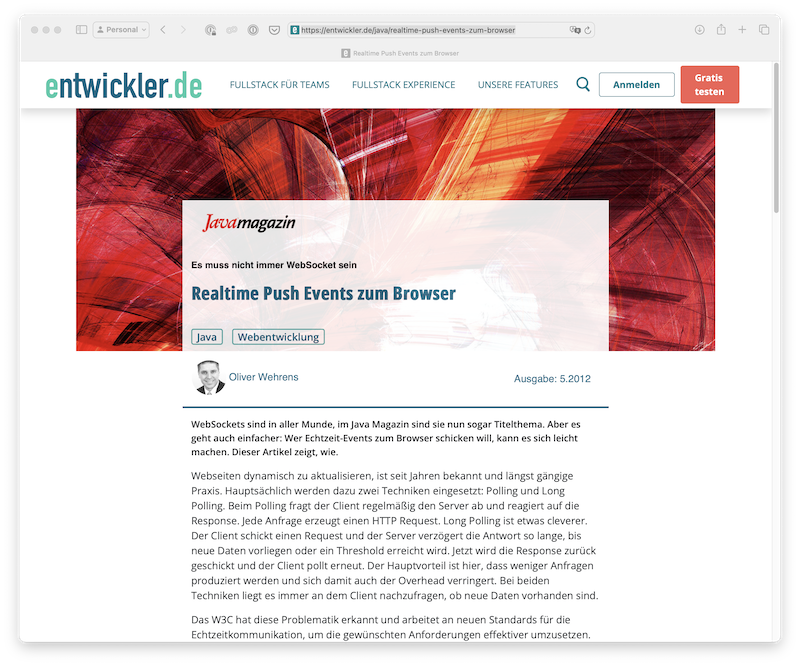 Personal
https://entwickler.de/java/realtime-push-events-zum-browser
Realtime Push Events zum Browser
entwickler.de
FULLSTACK FÜR TEAMS
FULLSTACK EXPERIENCE
UNSERE FEATURES
Anmelden
Gratis
testen
Javamagazin
Es muss nicht immer WebSocket sein
Realtime Push Events zum Browser
Java
Webentwicklung
Oliver Wehrens
Ausgabe: 5.2012
WebSockets sind in aller Munde, im Java Magazin sind sie nun sogar Titelthema. Aber es
geht auch einfacher: Wer Echtzeit-Events zum Browser schicken will, kann es sich leicht
machen. Dieser Artikel zeigt, wie.
Webseiten dynamisch zu aktualisieren, ist seit Jahren bekannt und längst gängige
Praxis. Hauptsächlich werden dazu zwei Techniken eingesetzt: Polling und Long
Polling. Beim Polling fragt der Client regelmäßig den Server ab und reagiert auf die
Response. Jede Anfrage erzeugt einen HTTP Request. Long Polling ist etwas cleverer.
Der Client schickt einen Request und der Server verzögert die Antwort so lange, bis
neue Daten vorliegen oder ein Threshold erreicht wird. Jetzt wird die Response zurück
geschickt und der Client pollt erneut. Der Hauptvorteil ist hier, dass weniger Anfragen
produziert werden und sich damit auch der Overhead verringert. Bei beiden
Techniken liegt es immer an dem Client nachzufragen, ob neue Daten vorhanden sind.
Das W3C hat diese Problematik erkannt und arbeitet an neuen Standards für die
Echtzeitkommunikation, um die gewünschten Anforderungen effektiver umzusetzen.